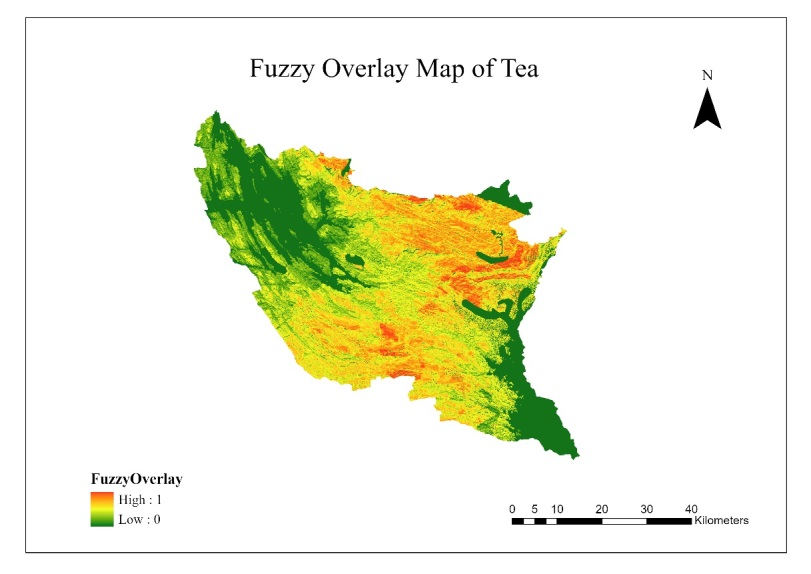 Fuzzy Overlay Map of Tea
N
FuzzyOverlay
High : 1
Low : 0
0 5 10 20 30 40
Kilometers